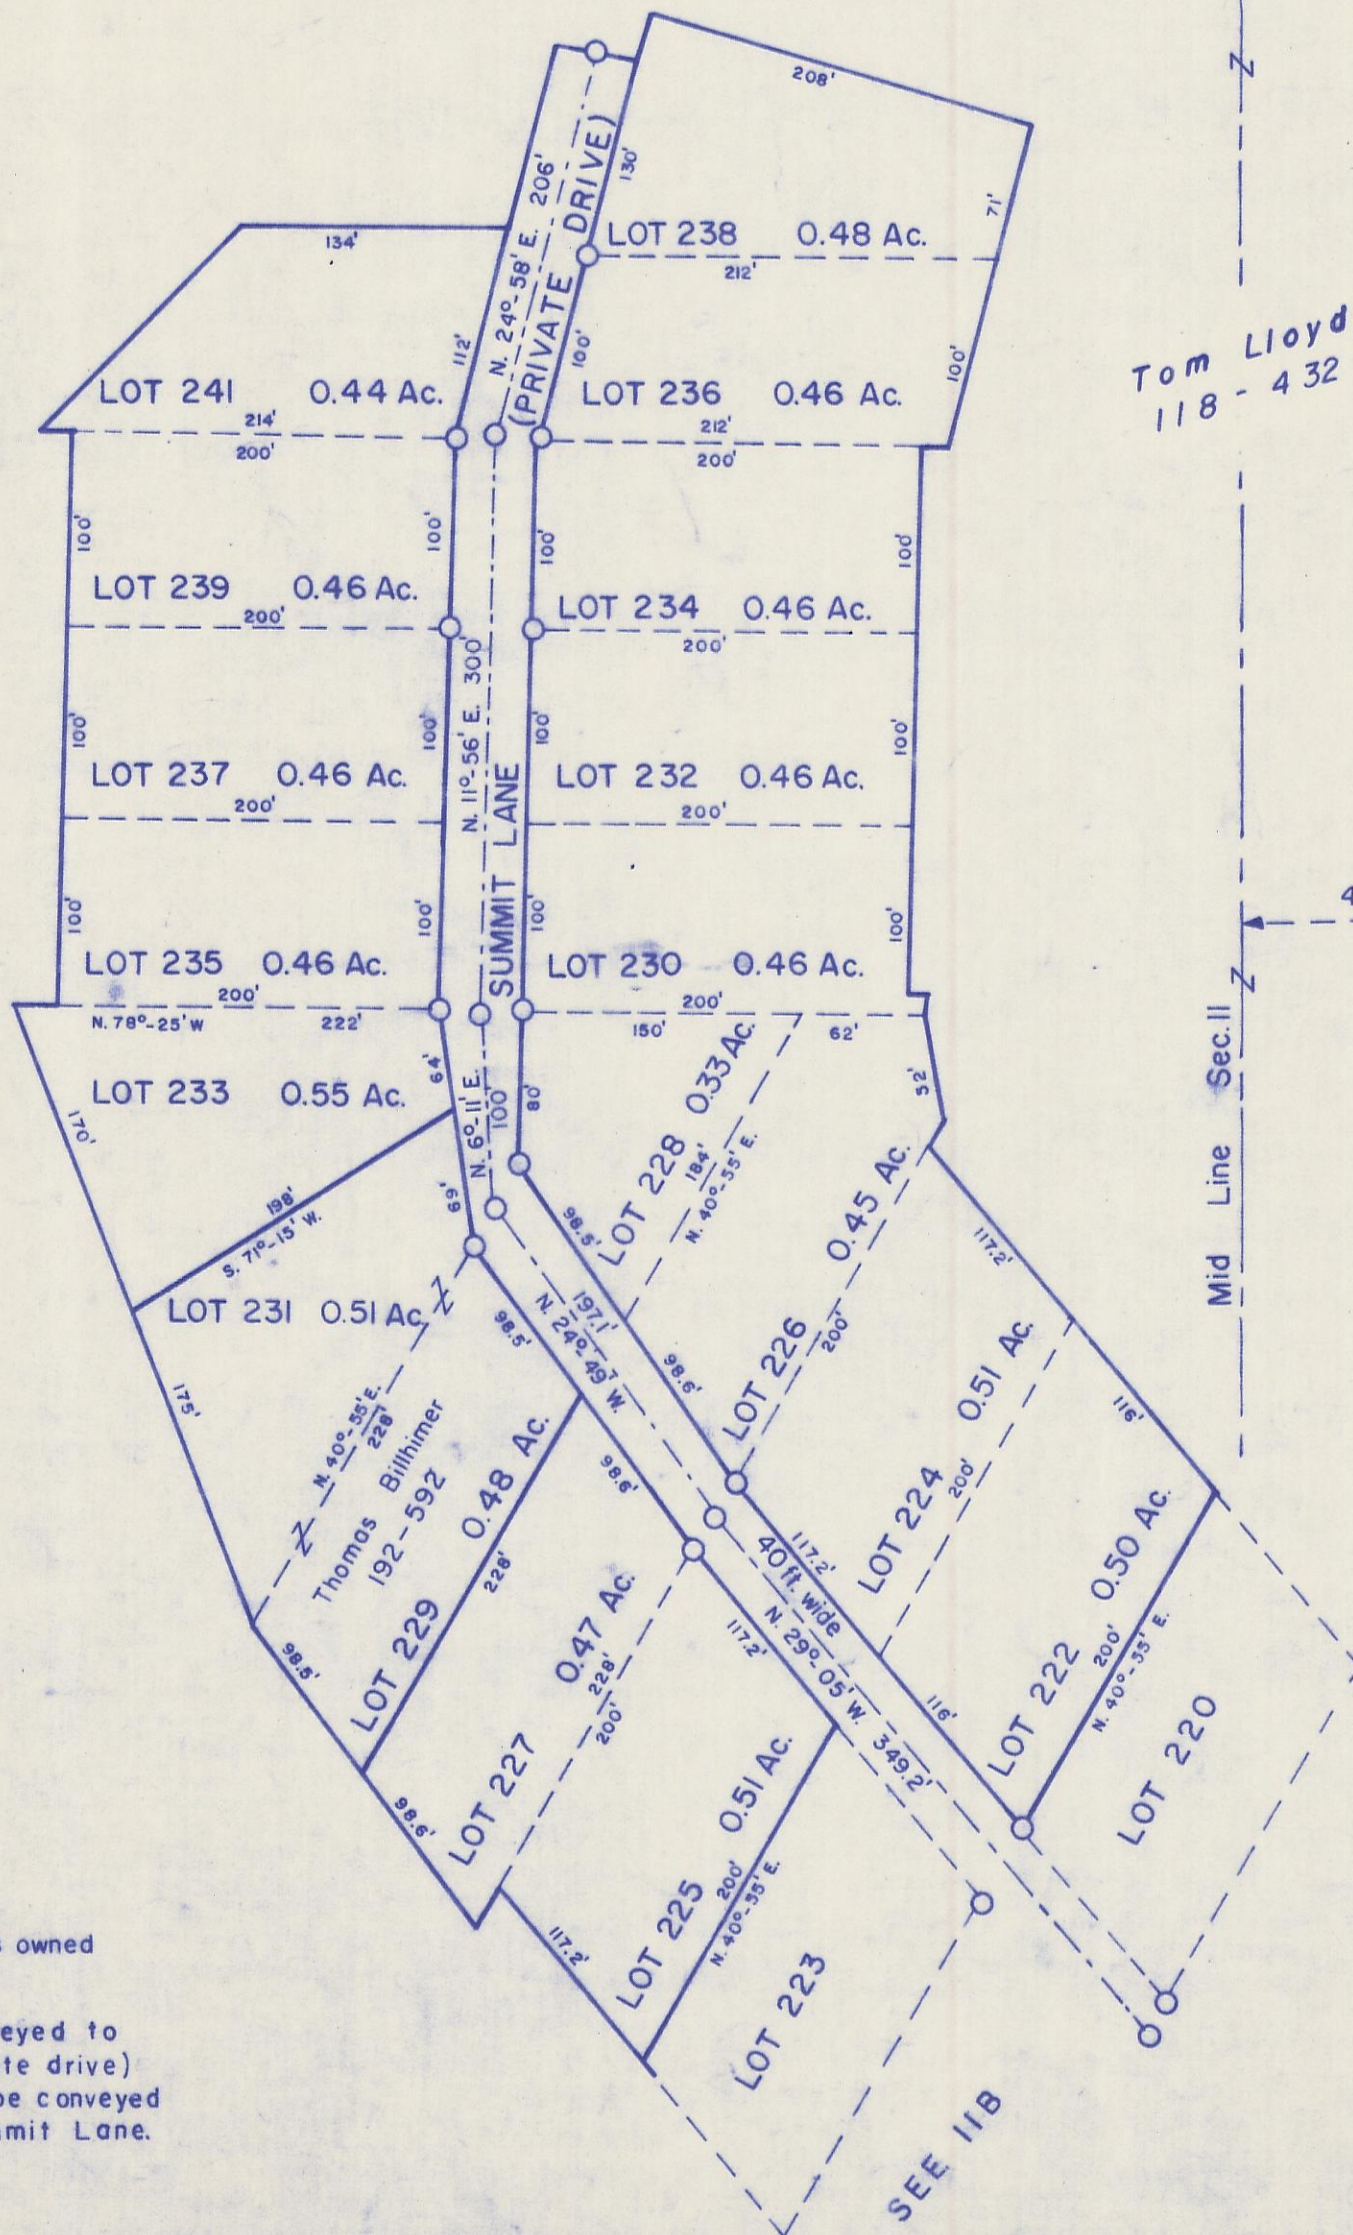 208'
N. 24°-58' E. 206'
(PRIVATE DRIVE)
130'
71'
134'
LOT 238 0.48 Ac.
212'
112'
100'
100'
Tom Lloyd
118-432
LOT 241 0.44 Ac.
214'
200'
LOT 236 0.46 Ac.
212'
200'
100'
100'
100'
100'
LOT 239 0.46 Ac.
200'
LOT 234 0.46 Ac.
200'
N. 11°-56' E. 300'
SUMMIT LANE
100'
100'
100'
100'
LOT 237 0.46 Ac.
200'
LOT 232 0.46 Ac.
200'
100'
100'
100'
100'
LOT 235 0.46 Ac.
200'
N. 78°-25' W 222'
LOT 230 0.46 Ac.
200'
150' 62'
Mid Line Sec. 11
4
LOT 233 0.55 Ac.
64'
N. 6°-11' E.
100'
80'
52'
170'
LOT 228 0.33 Ac.
184'
N. 40°-55' E.
198'
S. 71°-15' W.
69'
LOT 231 0.51 Ac.
98.5'
98.5'
197.1'
N. 24°-49' W.
LOT 226 0.45 Ac.
200'
117.2'
98.6'
175'
N. 40°-55' E.
228'
Thomas Billhimer
192-592
LOT 229 0.48 Ac.
228'
98.6'
LOT 224 0.51 Ac.
200'
116'
117.2'
40 ft. wide
N. 29°-05' W. 349.2'
117.2'
116'
LOT 222 0.50 Ac.
200'
N. 40°-55' E.
98.5'
LOT 227 0.47 Ac.
228'
200'
98.6'
LOT 220
LOT 225 0.51 Ac.
200'
N. 40°-55' E.
117.2'
LOT 223
SEE 11B
owned
eyed to
te drive)
be conveyed
mit Lane.